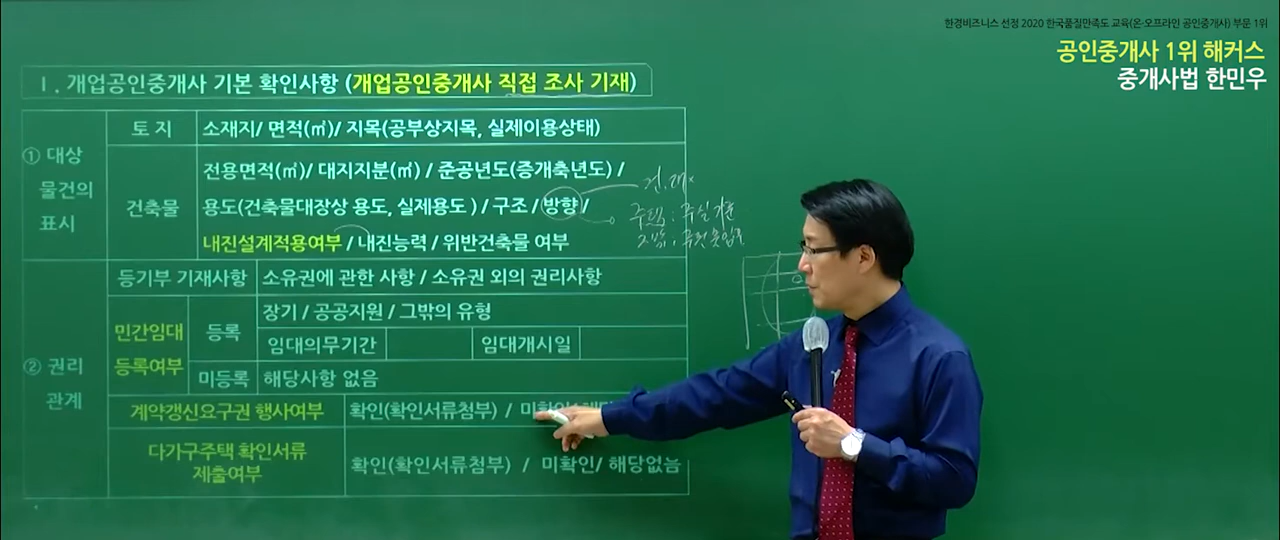 한경비즈니스 선정 2020 한국품질만족도 교육(온·오프라인 공인중개사) 부문 1위
공인중개사 1위 해커스
중개사법 한민우
Ⅰ. 개업공인중개사 기본 확인사항 (개업공인중개사 직접 조사 기재)
① 대상
물건의
표시
토 지
소재지/ 면적(㎡)/ 지목(공부상지목, 실제이용상태)
건축물
전용면적(㎡)/ 대지지분(㎡) / 준공년도(증개축년도) /
용도(건축물대장상 용도, 실제용도 ) / 구조 / 방향 /
내진설계적용여부 / 내진능력 / 위반건축물 여부
주택 : 주실 기준
② 권리
관계
등기부 기재사항
소유권에 관한 사항 / 소유권 외의 권리사항
민간임대
등록여부
등록
장기 / 공공지원 / 그밖의 유형
임대의무기간
임대개시일
미등록
해당사항 없음
계약갱신요구권 행사여부
확인(확인서류첨부) / 미확인/
다가구주택 확인서류
제출여부
확인(확인서류첨부) / 미확인/ 해당없음